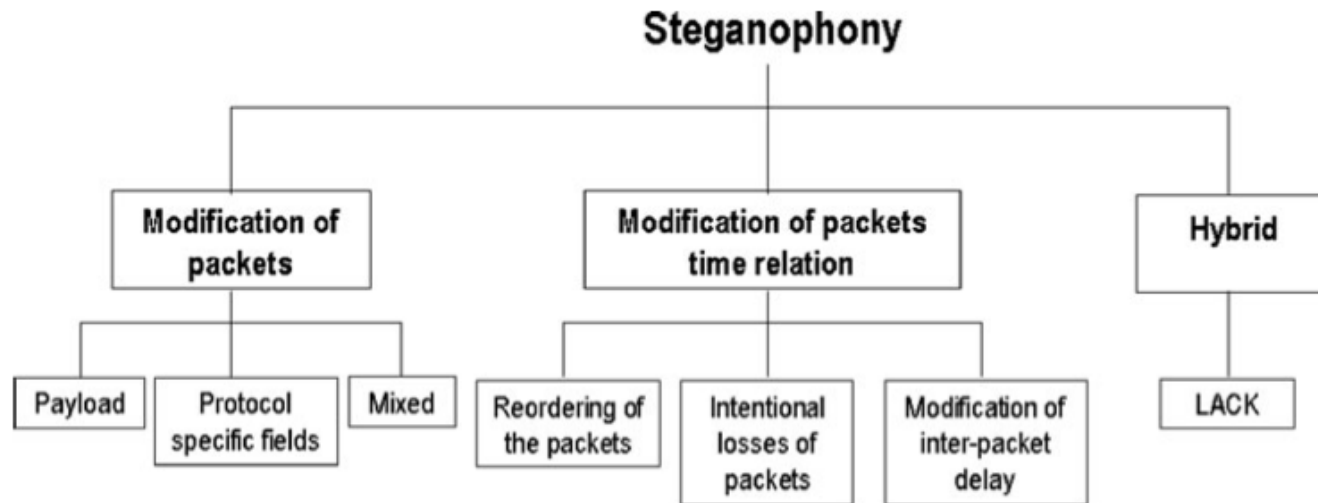 Steganophony
Modification of
packets
Modification of packets
time relation
Hybrid
Payload
Protocol
specific fields
Mixed
Reordering of
the packets
Intentional
losses of
packets
Modification of
inter-packet
delay
LACK